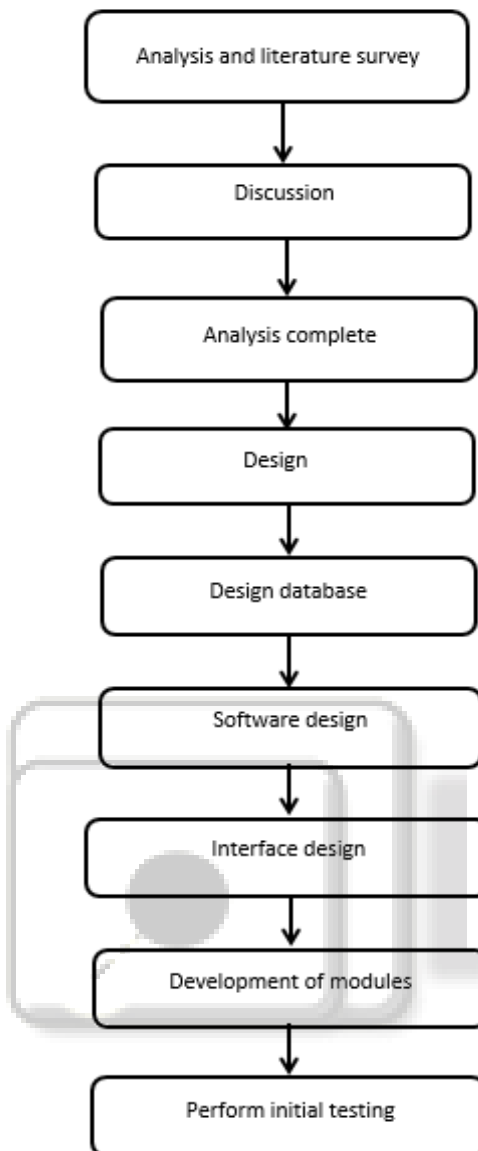 Analysis and literature survey
Discussion
Analysis complete
Design
Design database
Software design
Interface design
Development of modules
Perform initial testing